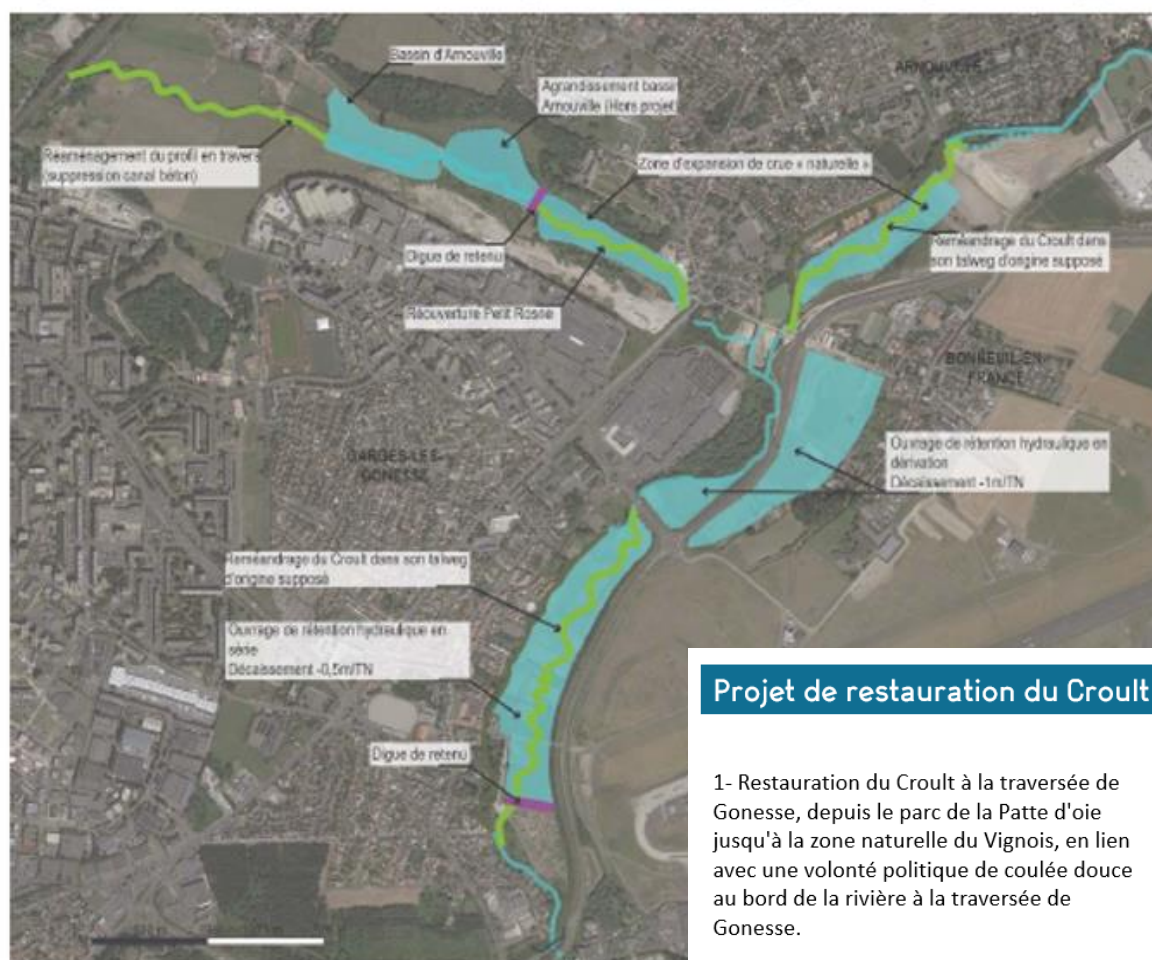 Bassin d'Arnouville
ARNOUVILLE
Agrandissement bassi
Arnouville (Hors projet)
Réaménagement du profil en travers
(suppression canal béton)
Zone d'expansion de crue « naturelle »
Digue de retenu
Reméandrage du Croult dans
son talweg d'origine supposé
Réouverture Petit Rosne
BONNEUIL-EN-
FRANCE
GARGES-LES-
GONESSE
Ouvrage de rétention hydraulique en
dérivation
Décaissement -1m/TN
Reméandrage du Croult dans son talweg
d'origine supposé
Ouvrage de rétention hydraulique en
série
Décaissement -0,5m/TN
Digue de retenu
Projet de restauration du Croult
1- Restauration du Croult à la traversée de
Gonesse, depuis le parc de la Patte d'oie
jusqu'à la zone naturelle du Vignois, en lien
avec une volonté politique de coulée douce
au bord de la rivière à la traversée de
Gonesse.